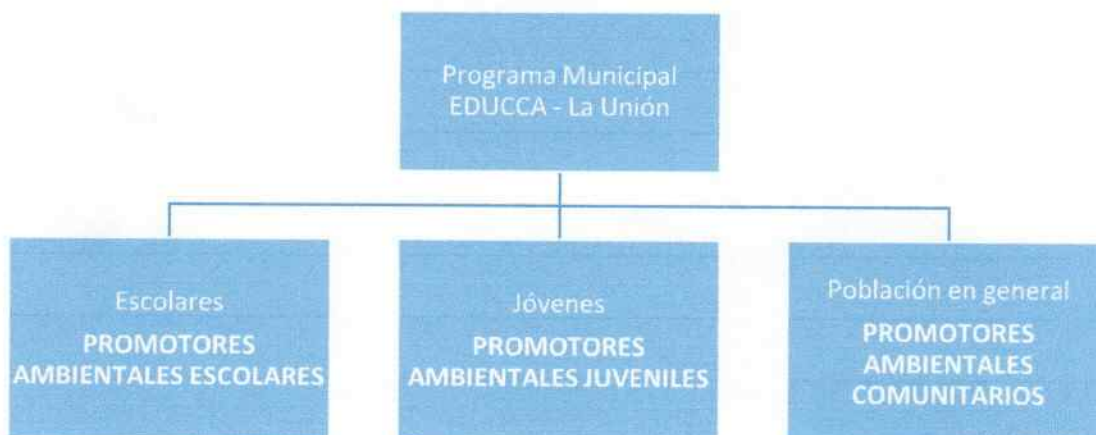 Programa Municipal
EDUCCA - La Unión
Escolares
PROMOTORES
AMBIENTALES ESCOLARES
Jóvenes
PROMOTORES
AMBIENTALES JUVENILES
Población en general
PROMOTORES
AMBIENTALES
COMUNITARIOS